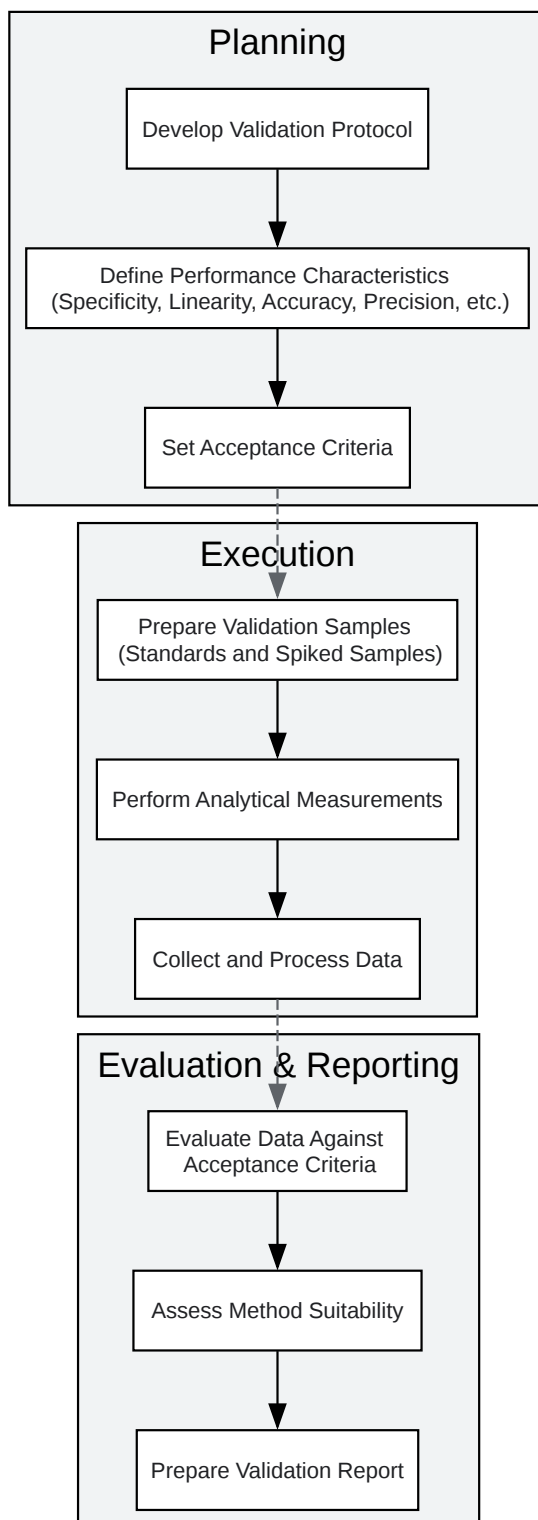 Planning
Develop Validation Protocol
Define Performance Characteristics
(Specificity, Linearity, Accuracy, Precision, etc.)
Set Acceptance Criteria
Execution
Prepare Validation Samples
(Standards and Spiked Samples)
Perform Analytical Measurements
Collect and Process Data
Evaluation & Reporting
Evaluate Data Against
Acceptance Criteria
Assess Method Suitability
Prepare Validation Report